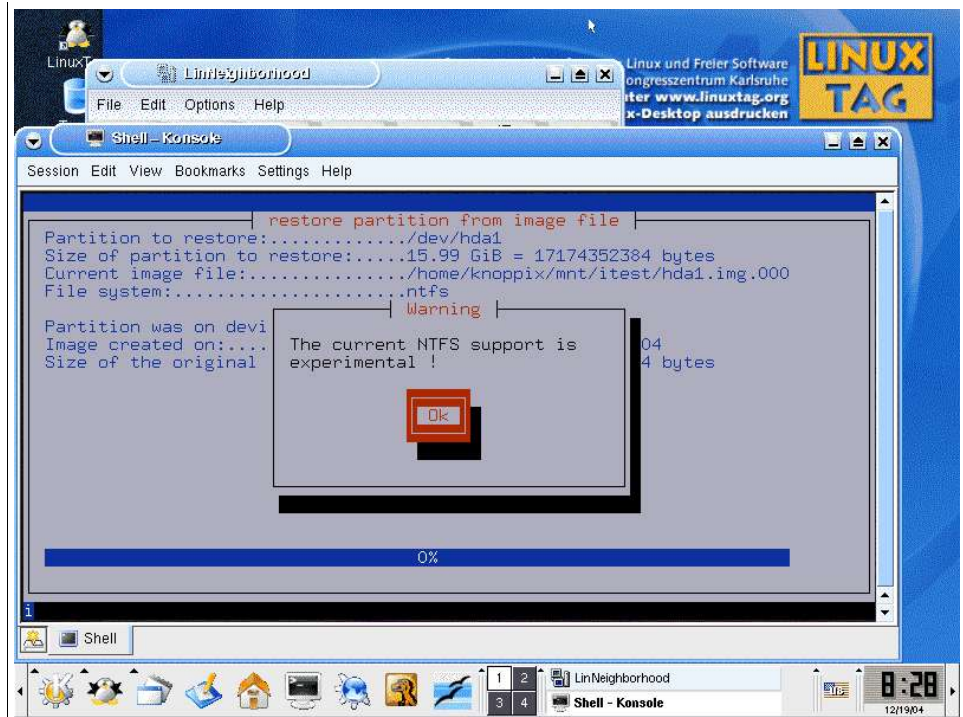 LinuxT
LinNeighborhood
File Edit Options Help
Linux und Freier Software
ongresszentrum Karlsruhe
ter www.linuxtag.org
x-Desktop ausdrucken
LINUX
TAG
Shell – Konsole
Session Edit View Bookmarks Settings Help
restore partition from image file
Partition to restore:............./dev/hda1
Size of partition to restore:.....15.99 GiB = 17174352384 bytes
Current image file:.............../home/knoppix/mnt/itest/hda1.img.000
File system:......................ntfs
Partition was on devi
Image created on:.... 04
Size of the original 4 bytes
Warning
The current NTFS support is
experimental !
Ok
0%
i
Shell
1 2
3 4
LinNeighborhood
Shell - Konsole
8:28
12/19/04